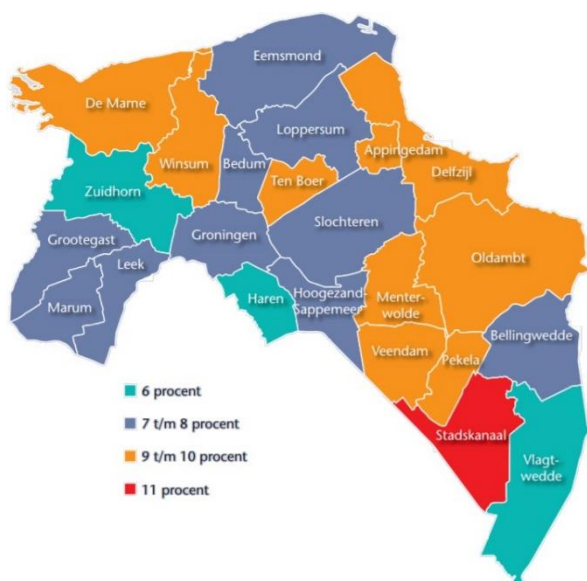 Eemsmond
De Marne
Loppersum
Winsum
Bedum
Appingedam
Ten Boer
Delfzijl
Zuidhorn
Slochteren
Grootegast
Groningen
Leek
Oldambt
Haren
Hoogezand
Sappemeer
Menter-
wolde
Marum
Bellingwedde
Veendam
Pekela
Stadskanaal
Vlagt-
wedde
6 procent
7 t/m 8 procent
9 t/m 10 procent
11 procent